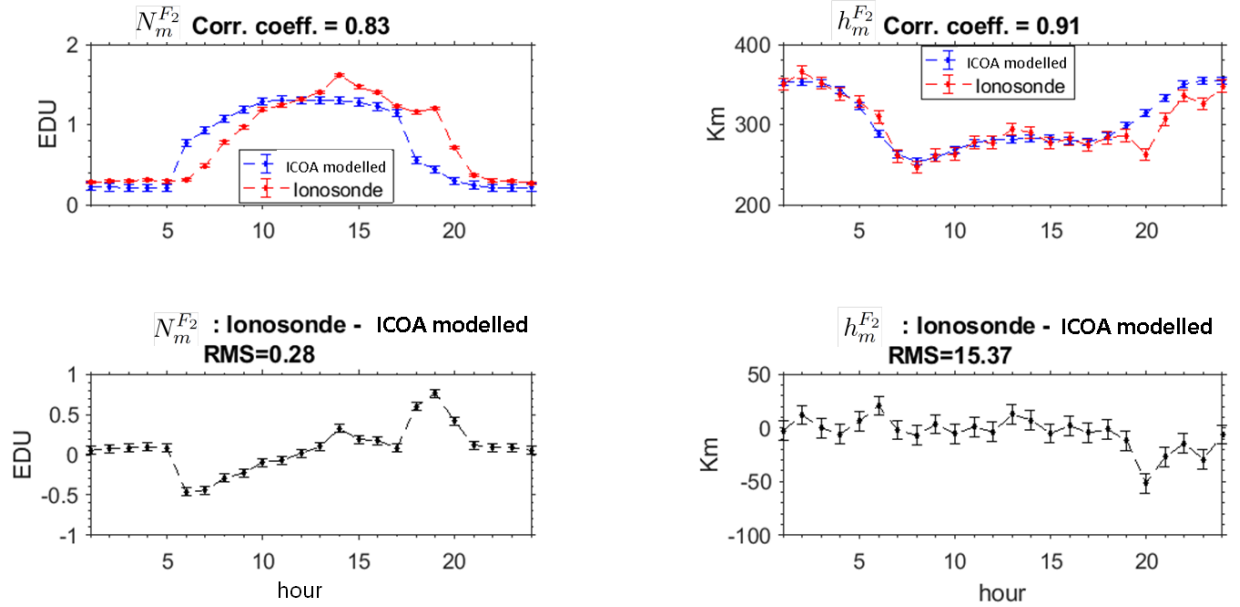 N_m^{F_2} Corr. coeff. = 0.83
2
1
0
EDU
ICOA modelled
Ionosonde
5 10 15 20
h_m^{F_2} Corr. coeff. = 0.91
400
300
200
Km
ICOA modelled
Ionosonde
5 10 15 20
N_m^{F_2} : Ionosonde - ICOA modelled
RMS=0.28
1
0.5
0
-0.5
-1
EDU
5 10 15 20
hour
h_m^{F_2} : Ionosonde - ICOA modelled
RMS=15.37
50
0
-50
-100
Km
5 10 15 20
hour